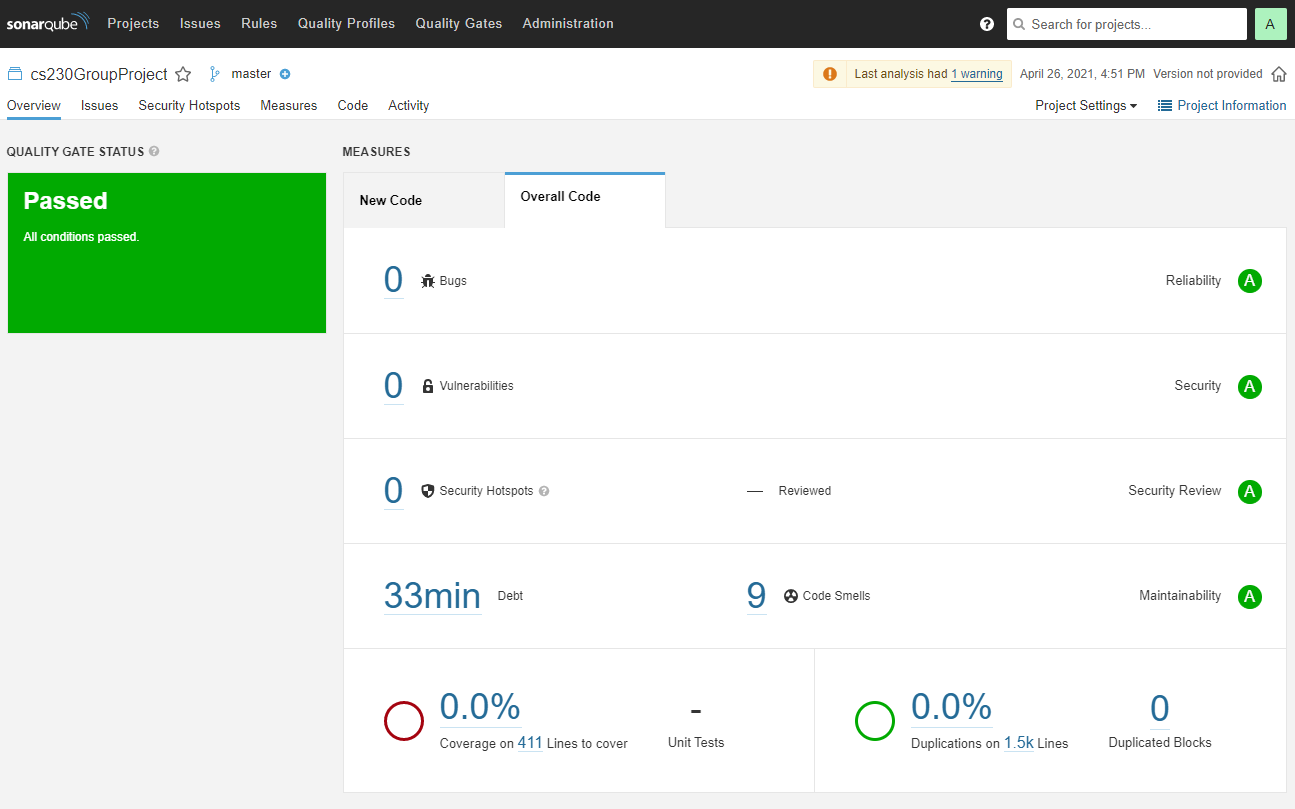 sonarqube Projects Issues Rules Quality Profiles Quality Gates Administration ? Search for projects... A
cs230GroupProject master Last analysis had 1 warning April 26, 2021, 4:51 PM Version not provided
Overview Issues Security Hotspots Measures Code Activity Project Settings Project Information
QUALITY GATE STATUS ? MEASURES
Passed
All conditions passed.
New Code Overall Code
0 Bugs Reliability A
0 Vulnerabilities Security A
0 Security Hotspots ? — Reviewed Security Review A
33min Debt 9 Code Smells Maintainability A
0.0% - 0.0% 0
Coverage on 411 Lines to cover Unit Tests Duplications on 1.5k Lines Duplicated Blocks